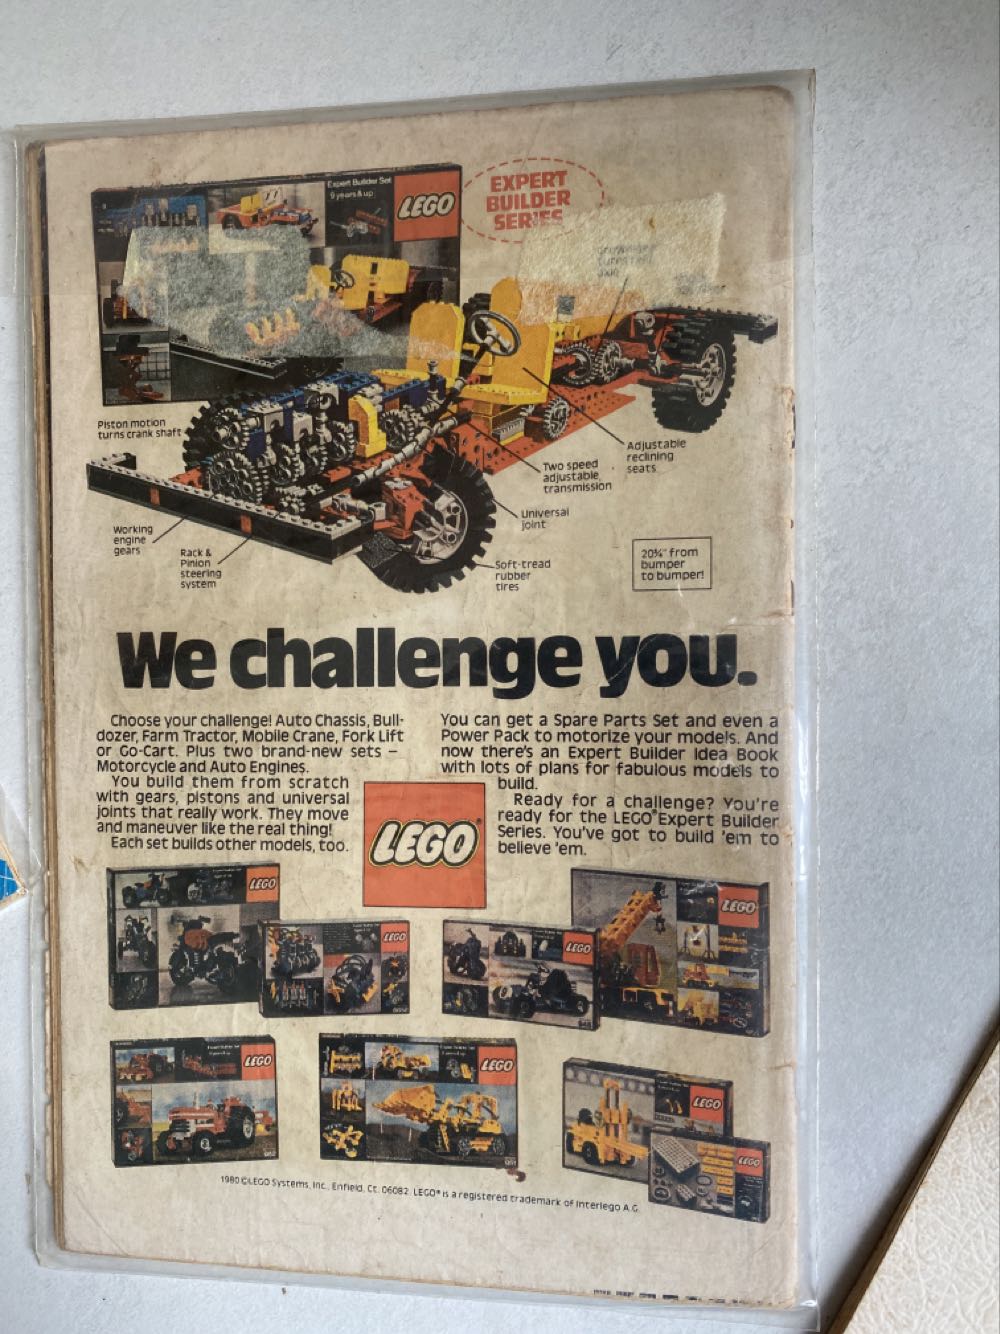 Expert Builder Set
9 years & up
LEGO
EXPERT
BUILDER
SERIES
Piston motion
turns crank shaft
Adjustable
reclining
seats
Two speed
adjustable
transmission
Universal
joint
Working
engine
gears
Rack &
Pinion
steering
system
Soft-tread
rubber
tires
20¾" from
bumper
to bumper!
We challenge you.
Choose your challenge! Auto Chassis, Bull-
dozer, Farm Tractor, Mobile Crane, Fork Lift
or Go-Cart. Plus two brand-new sets –
Motorcycle and Auto Engines.
You build them from scratch
with gears, pistons and universal
joints that really work. They move
and maneuver like the real thing!
Each set builds other models, too.
You can get a Spare Parts Set and even a
Power Pack to motorize your models. And
now there's an Expert Builder Idea Book
with lots of plans for fabulous models to
build.
Ready for a challenge? You're
ready for the LEGO® Expert Builder
Series. You've got to build 'em to
believe 'em.
LEGO®
LEGO
LEGO
LEGO
LEGO
LEGO
LEGO
LEGO
LEGO
1980 ©LEGO Systems, Inc., Enfield, Ct. 06082. LEGO® is a registered trademark of Interlego A.G.